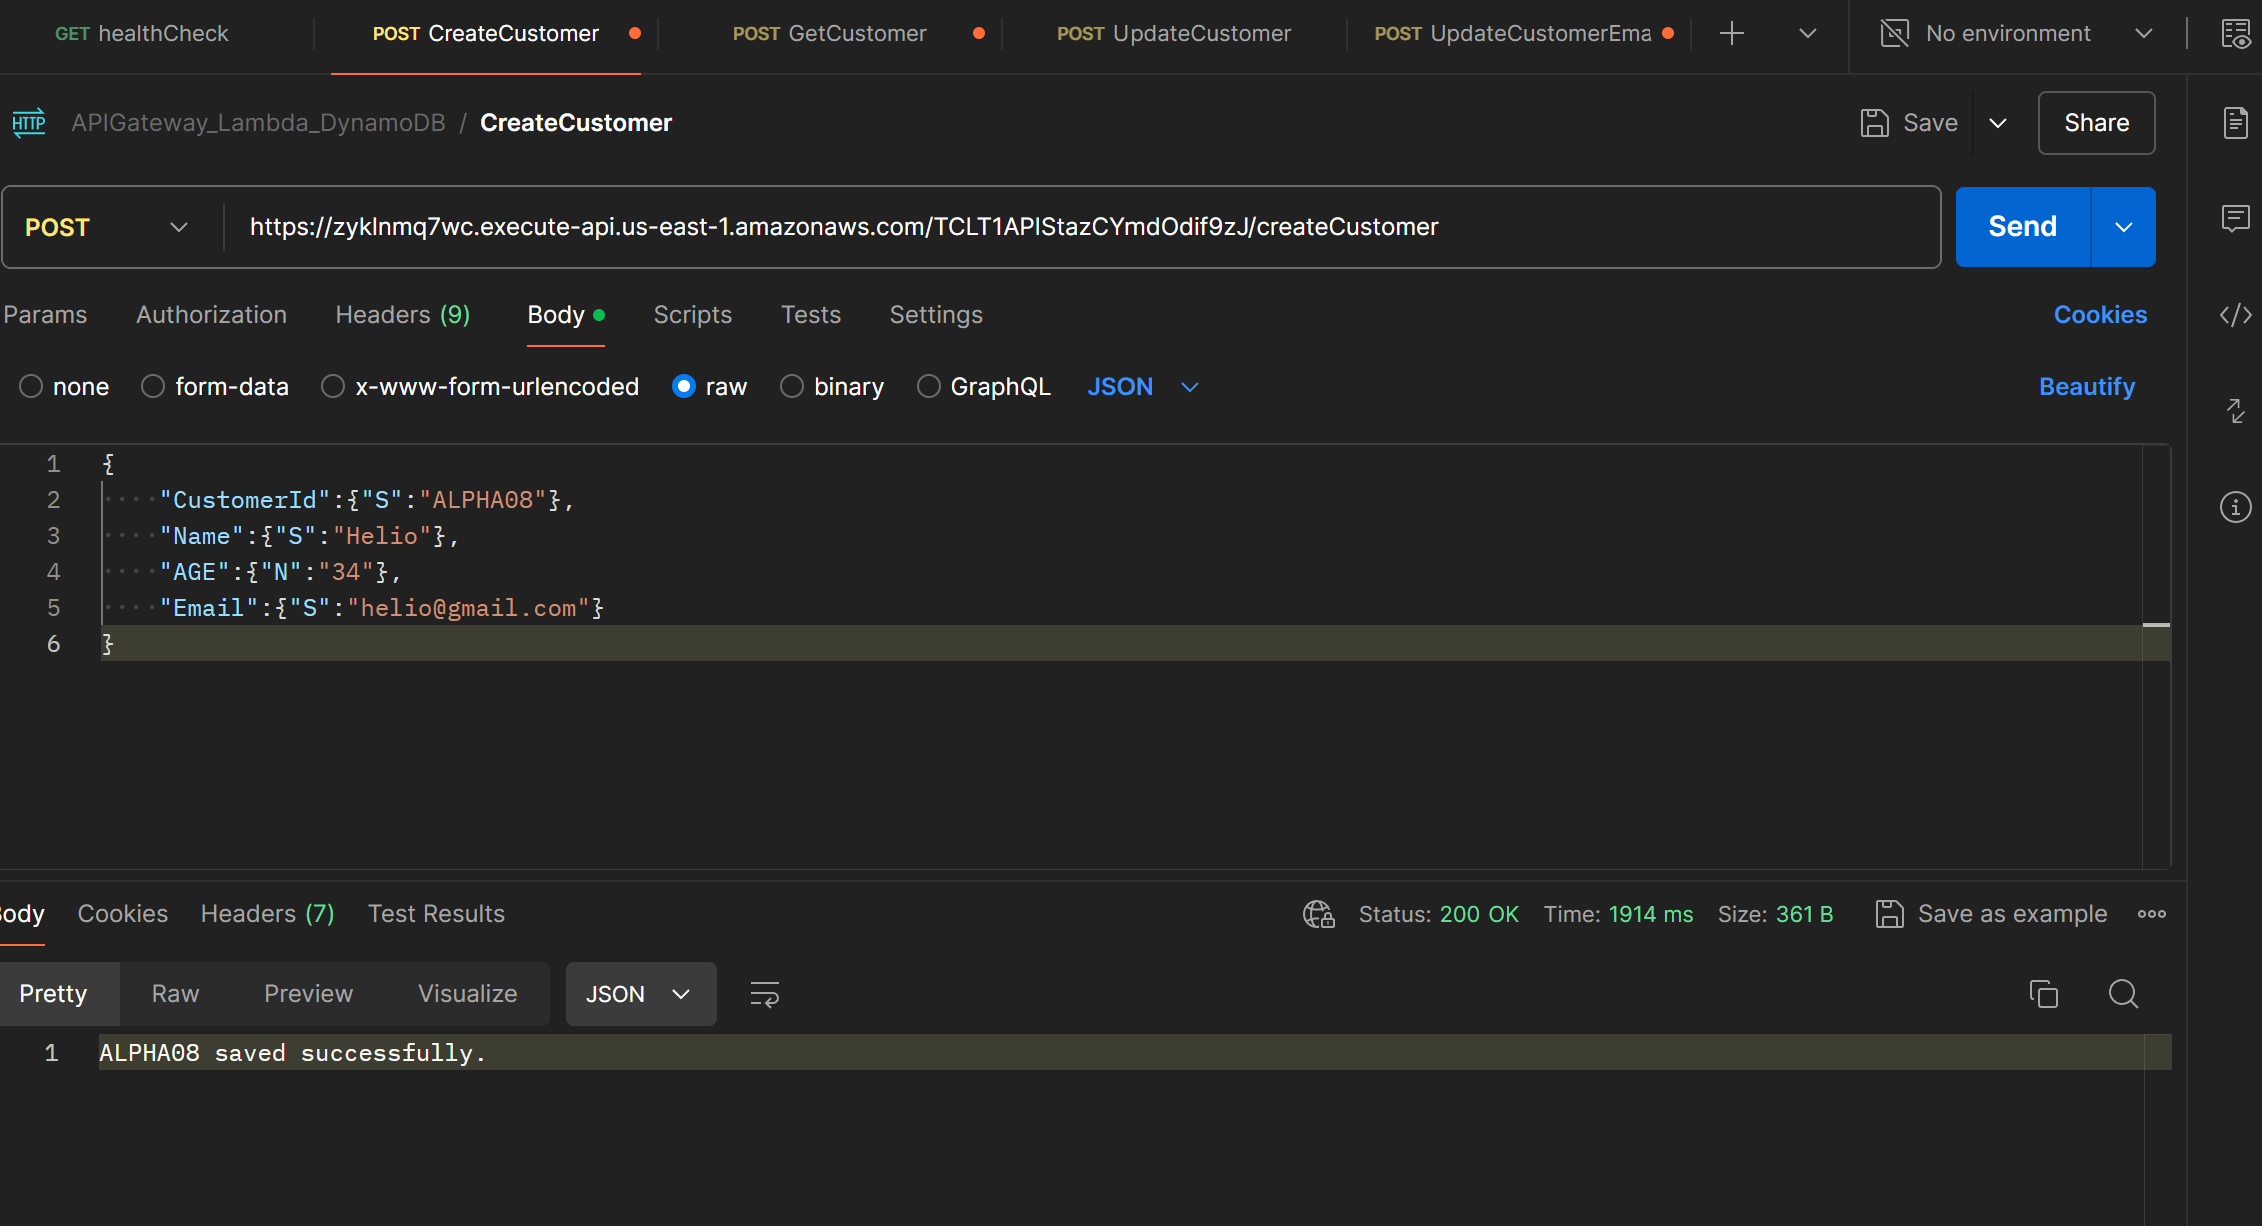 GET healthCheck POST CreateCustomer POST GetCustomer POST UpdateCustomer POST UpdateCustomerEma No environment
HTTP APIGateway_Lambda_DynamoDB / CreateCustomer Save Share
POST https://zyklnmq7wc.execute-api.us-east-1.amazonaws.com/TCLT1APIStazCYmdOdif9zJ/createCustomer Send
Params Authorization Headers (9) Body Scripts Tests Settings Cookies
none form-data x-www-form-urlencoded raw binary GraphQL JSON Beautify
1 {
2 "CustomerId":{"S":"ALPHA08"},
3 "Name":{"S":"Helio"},
4 "AGE":{"N":"34"},
5 "Email":{"S":"helio@gmail.com"}
6 }
Body Cookies Headers (7) Test Results Status: 200 OK Time: 1914 ms Size: 361 B Save as example
Pretty Raw Preview Visualize JSON
1 ALPHA08 saved successfully.